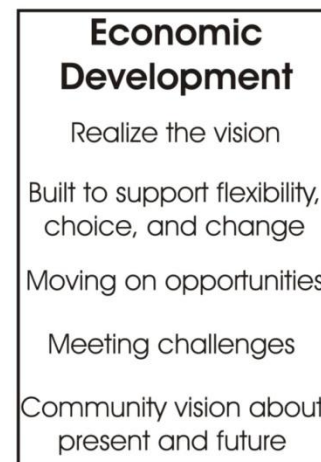 Economic
Development
Realize the vision
Built to support flexibility,
choice, and change
Moving on opportunities
Meeting challenges
Community vision about
present and future